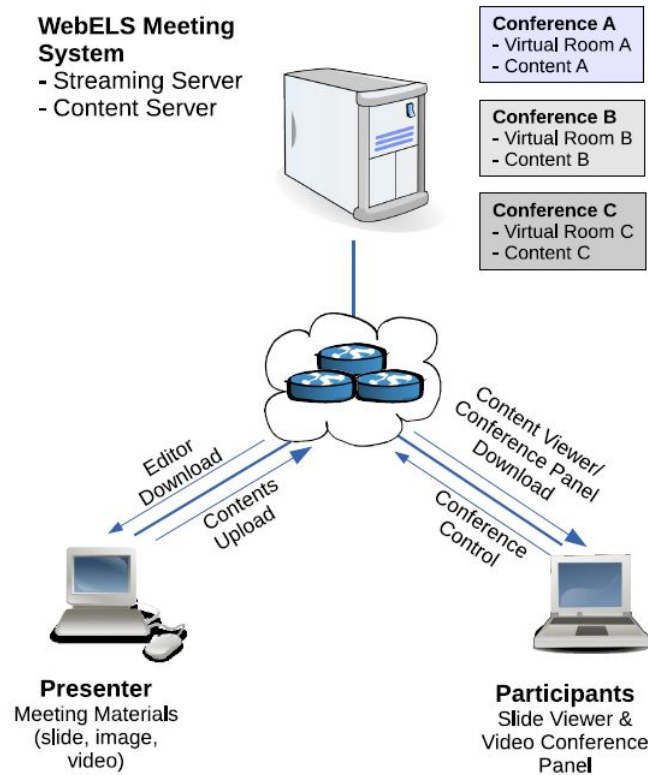 WebELS Meeting
System
- Streaming Server
- Content Server
Conference A
- Virtual Room A
- Content A
Conference B
- Virtual Room B
- Content B
Conference C
- Virtual Room C
- Content C
Editor
Download
Contents
Upload
Content Viewer/
Conference Panel
Download
Conference
Control
Presenter
Meeting Materials
(slide, image,
video)
Participants
Slide Viewer &
Video Conference
Panel